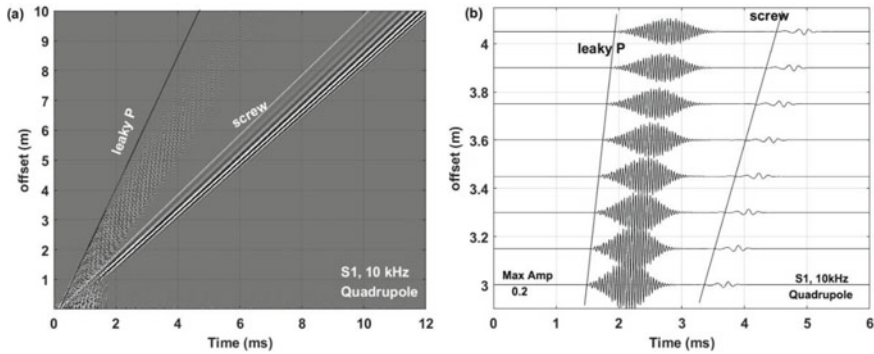 (a)
10
9
8
7
6
5
4
3
2
1
offset (m)
leaky P
screw
S1, 10 kHz
Quadrupole
0 2 4 6 8 10 12
Time (ms)
(b)
4
3.8
3.6
3.4
3.2
3
offset (m)
leaky P
screw
Max Amp
0.2
S1, 10kHz
Quadrupole
0 1 2 3 4 5 6
Time (ms)